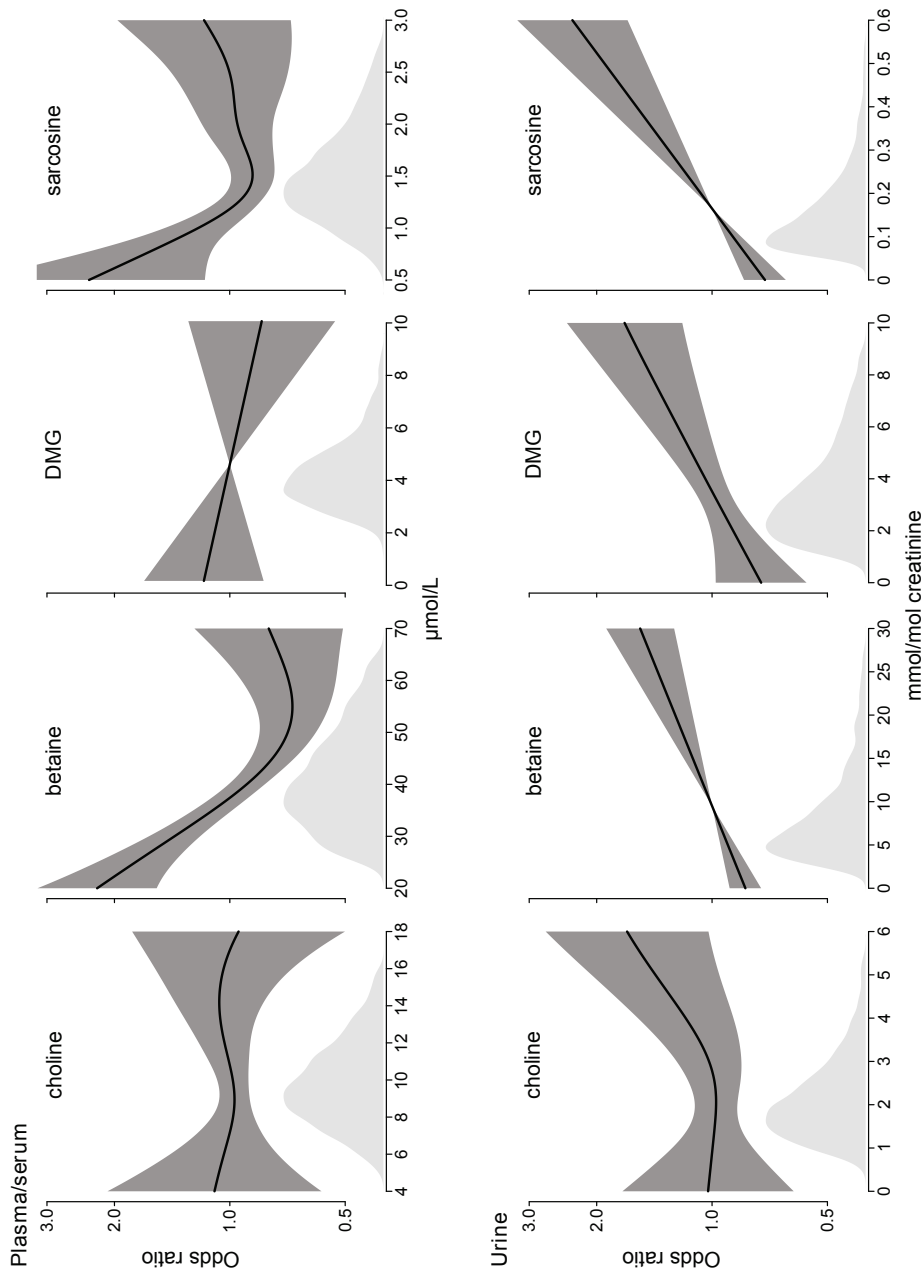 Plasma/serum
choline
betaine
DMG
sarcosine
Odds ratio
3.0
2.0
1.0
0.5
4 6 8 10 12 14 16 18
20 30 40 50 60 70
0 2 4 6 8 10
0.5 1.0 1.5 2.0 2.5 3.0
µmol/L
Urine
choline
betaine
DMG
sarcosine
Odds ratio
3.0
2.0
1.0
0.5
0 1 2 3 4 5 6
0 5 10 15 20 25 30
0 2 4 6 8 10
0 0.1 0.2 0.3 0.4 0.5 0.6
mmol/mol creatinine